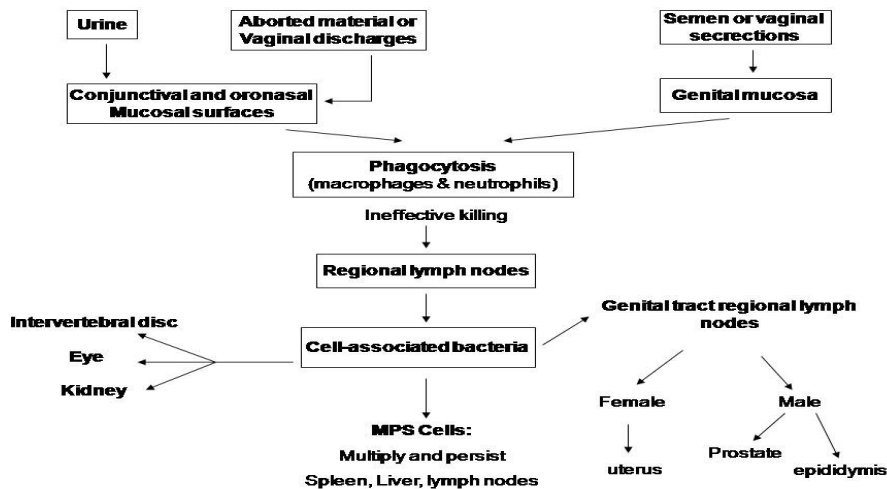 Urine
Aborted material or
Vaginal discharges
Semen or vaginal
secrections
Conjunctival and oronasal
Mucosal surfaces
Genital mucosa
Phagocytosis
(macrophages & neutrophils)
Ineffective killing
Regional lymph nodes
Genital tract regional lymph
nodes
Intervertebral disc
Eye
Kidney
Cell-associated bacteria
Female
Male
MPS Cells:
Multiply and persist
Spleen, Liver, lymph nodes
uterus
Prostate
epididymis